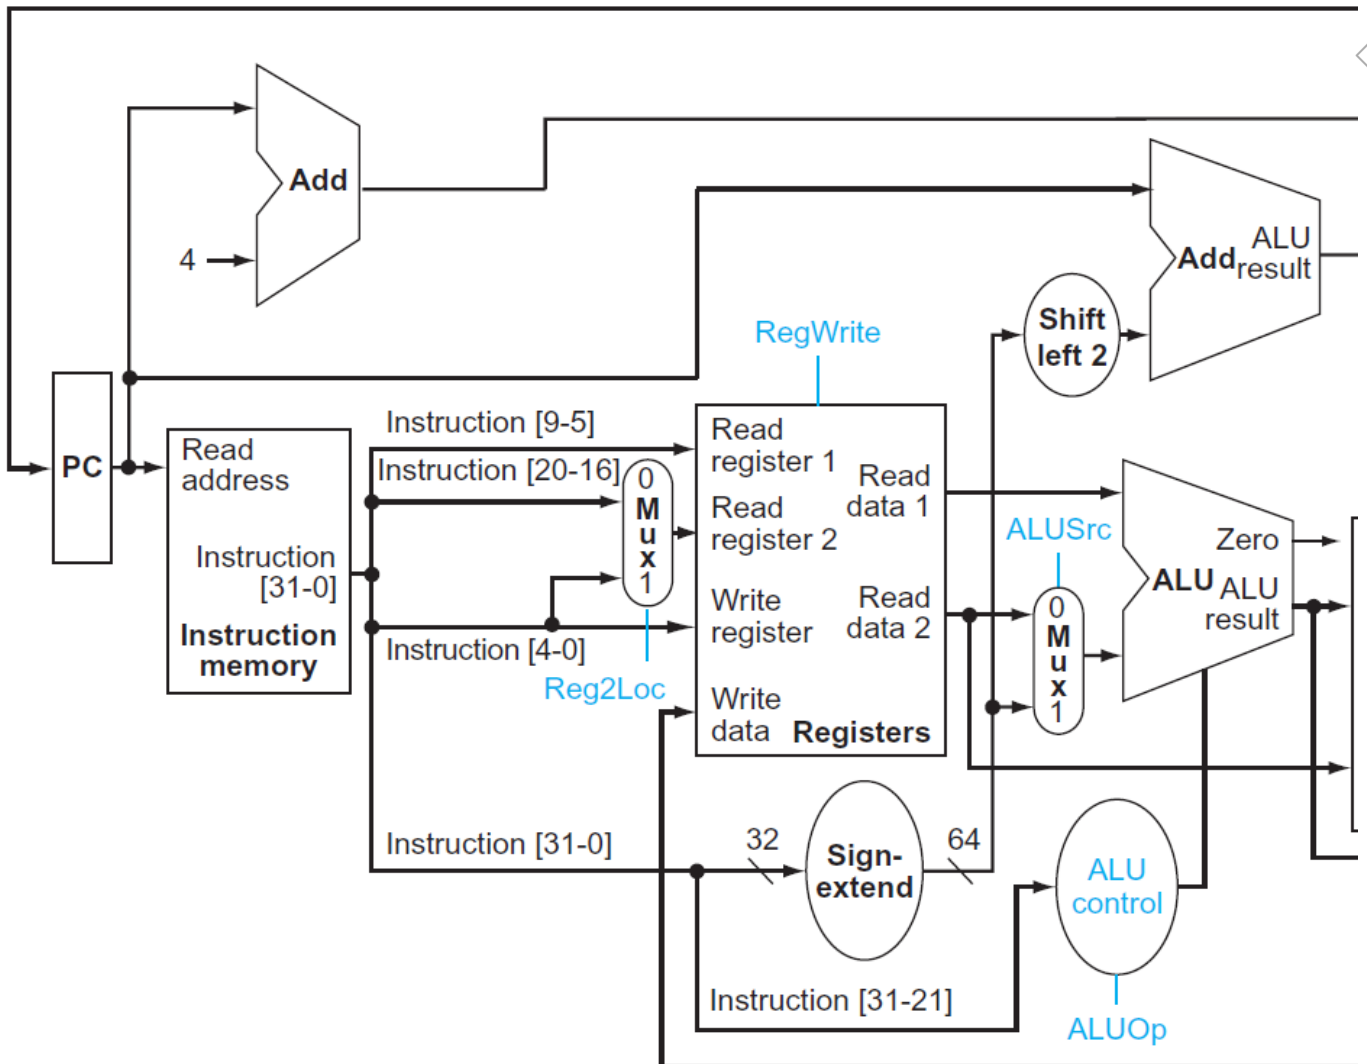 Add
4
Add
ALU
result
Shift
left 2
RegWrite
PC
Read
address
Instruction
[31-0]
Instruction
memory
Instruction [9-5]
Instruction [20-16]
Instruction [4-0]
0
M
u
x
1
Reg2Loc
Read
register 1
Read
register 2
Write
register
Write
data
Read
data 1
Read
data 2
Registers
ALUSrc
0
M
u
x
1
Zero
ALU
ALU
result
Instruction [31-0]
32
Sign-
extend
64
ALU
control
Instruction [31-21]
ALUOp